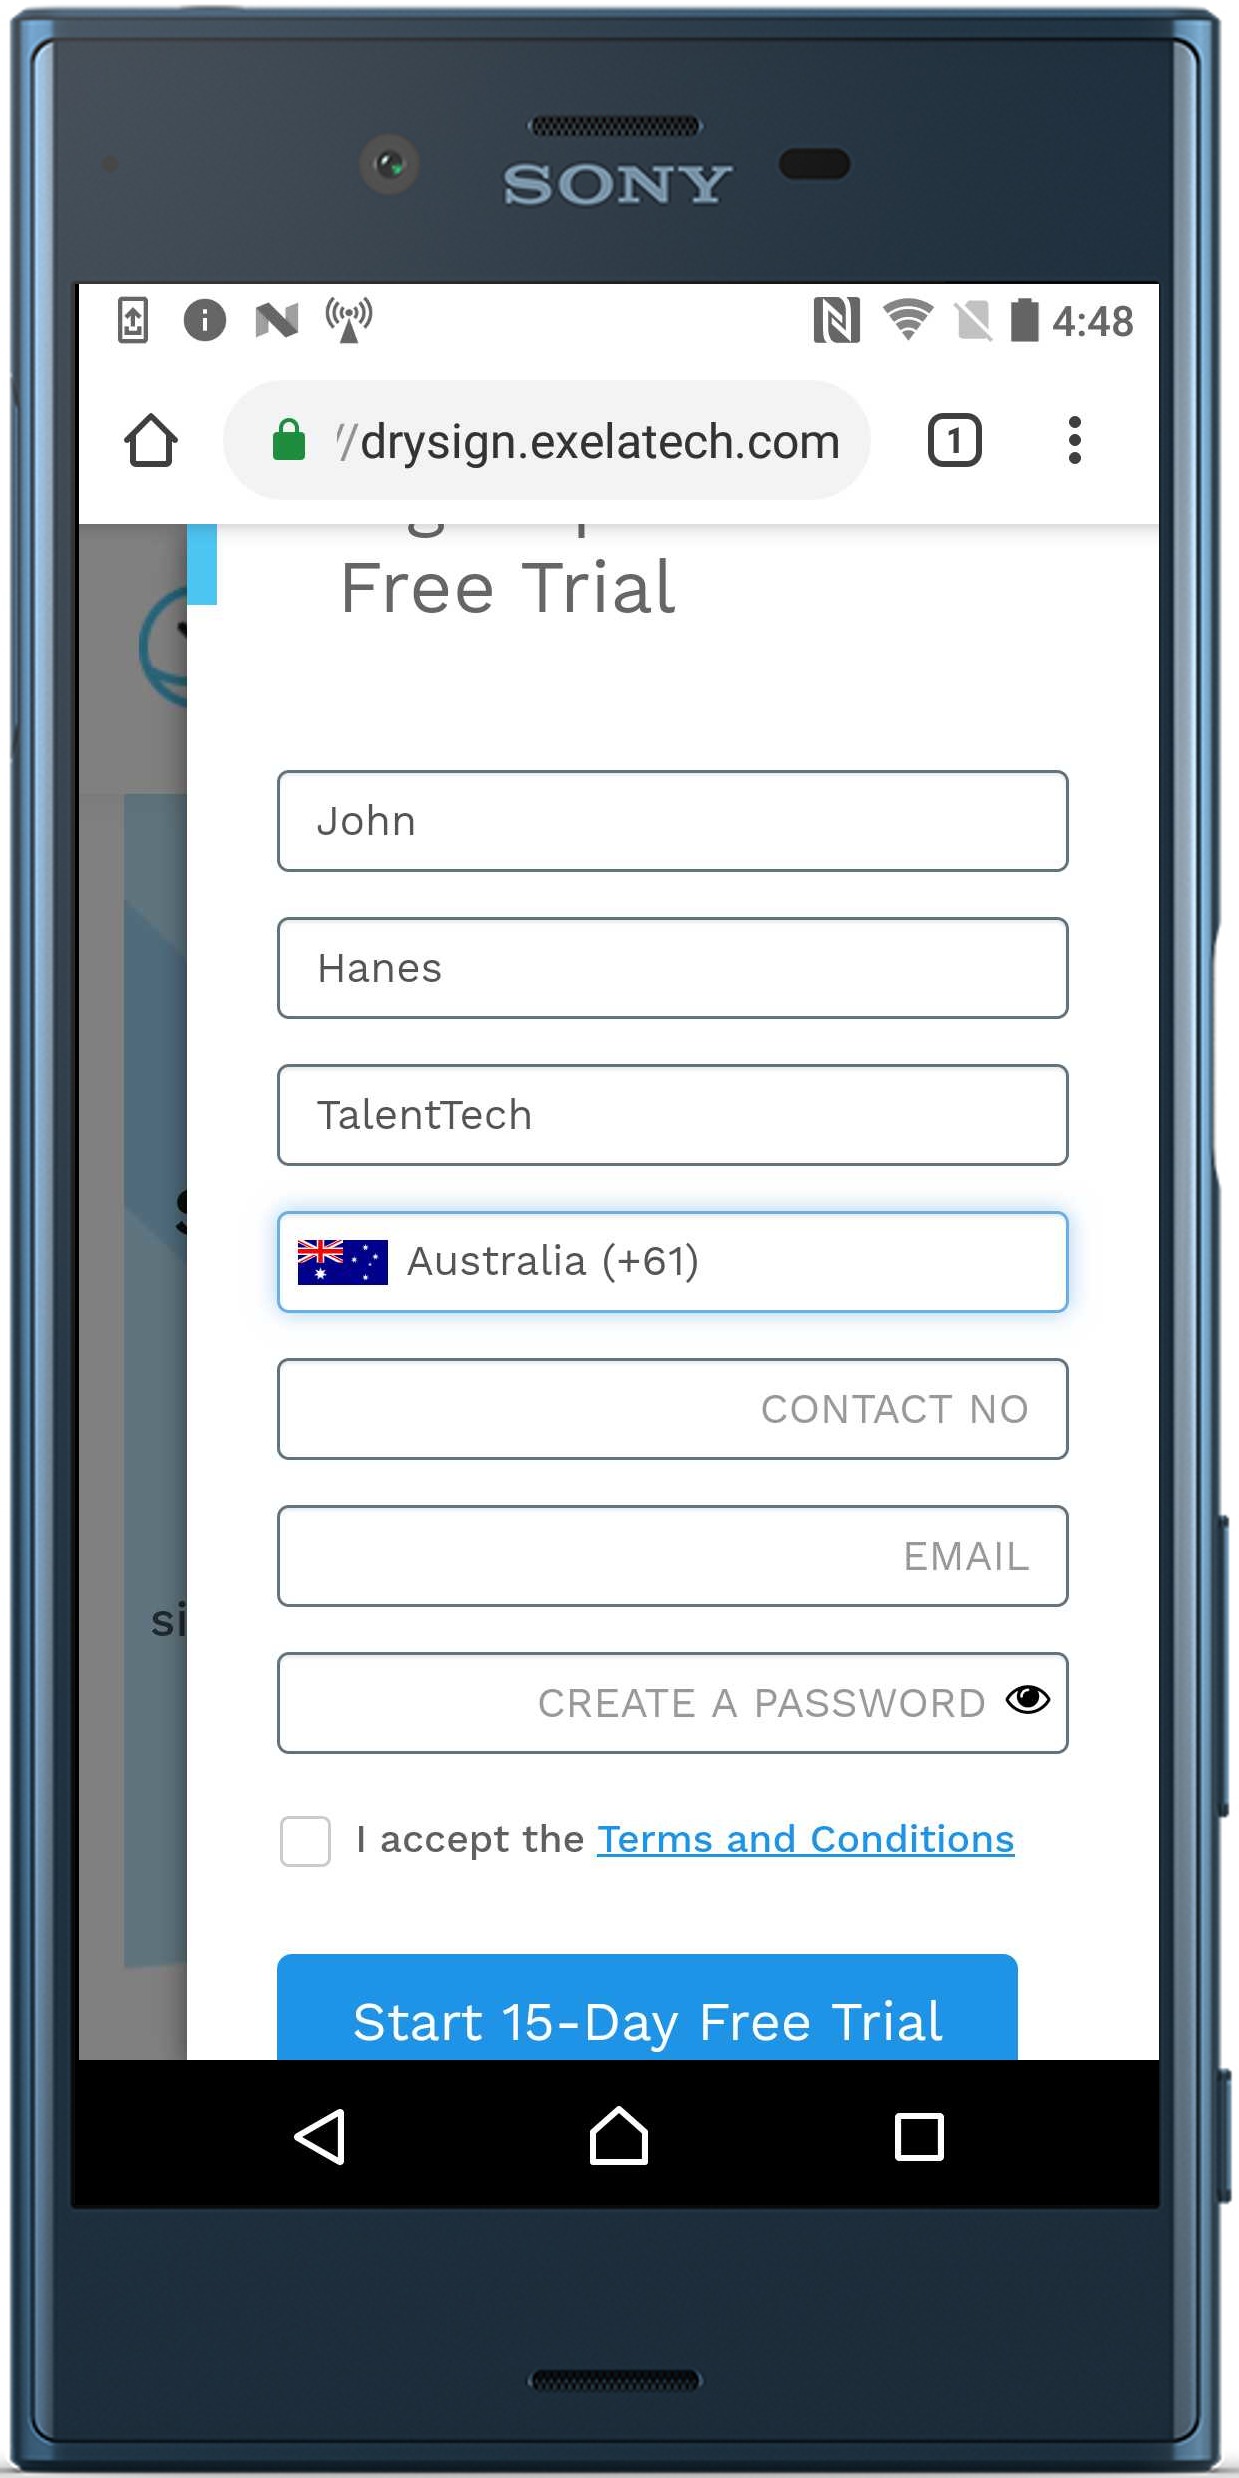 SONY
4:48
1
//drysign.exelatech.com
Free Trial
John
Hanes
TalentTech
Australia (+61)
CONTACT NO
EMAIL
CREATE A PASSWORD
si
I accept the Terms and Conditions
Start 15-Day Free Trial